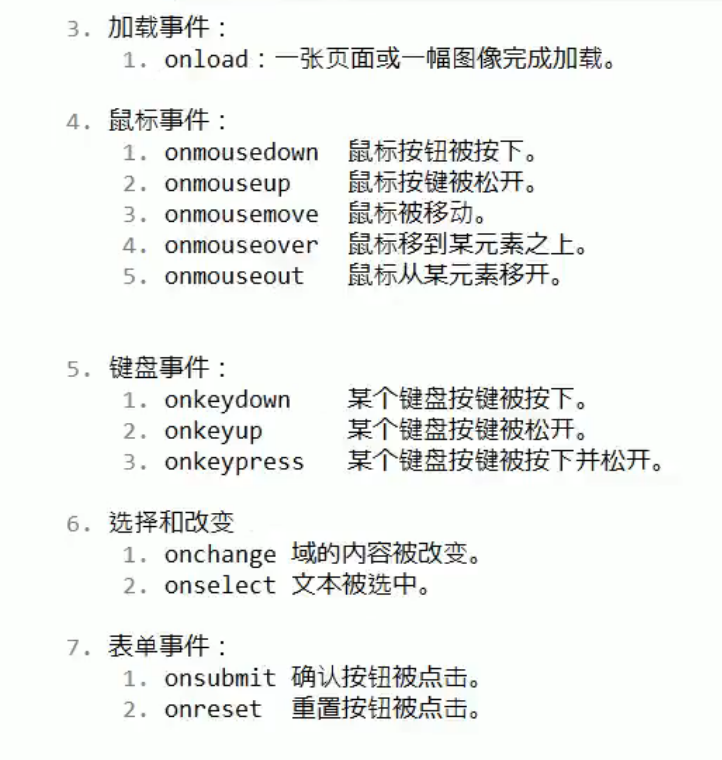 3. 加载事件：
1. onload：一张页面或一幅图像完成加载。
4. 鼠标事件：
1. onmousedown 鼠标按钮被按下。
2. onmouseup 鼠标按键被松开。
3. onmousemove 鼠标被移动。
4. onmouseover 鼠标移到某元素之上。
5. onmouseout 鼠标从某元素移开。
5. 键盘事件：
1. onkeydown 某个键盘按键被按下。
2. onkeyup 某个键盘按键被松开。
3. onkeypress 某个键盘按键被按下并松开。
6. 选择和改变
1. onchange 域的内容被改变。
2. onselect 文本被选中。
7. 表单事件：
1. onsubmit 确认按钮被点击。
2. onreset 重置按钮被点击。